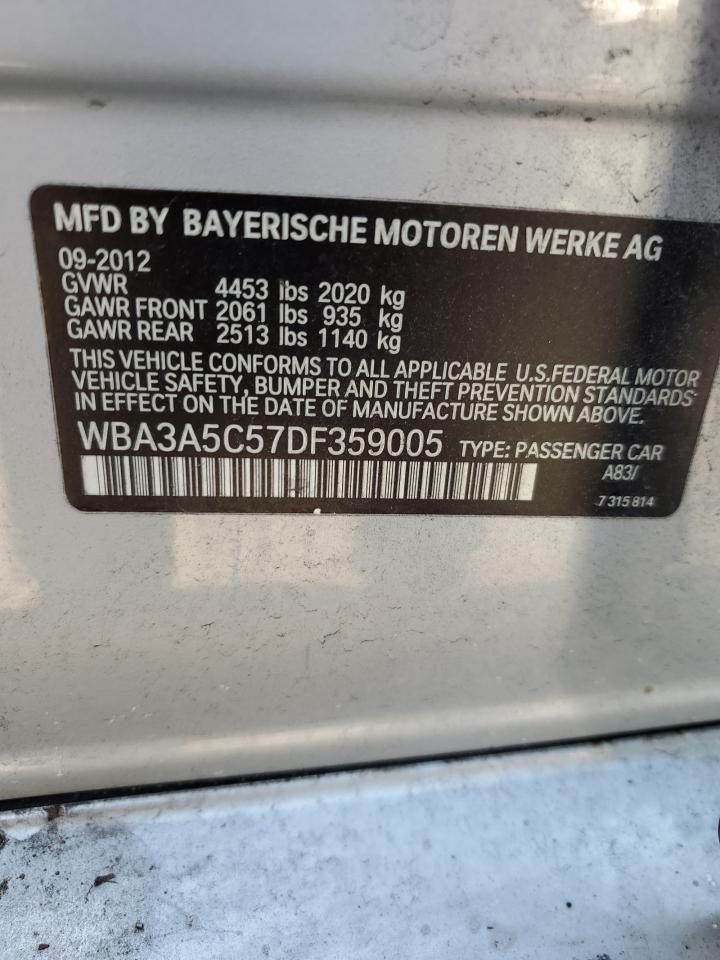 MFD BY BAYERISCHE MOTOREN WERKE AG
09-2012
GVWR 4453 lbs 2020 kg
GAWR FRONT 2061 lbs 935 kg
GAWR REAR 2513 lbs 1140 kg
THIS VEHICLE CONFORMS TO ALL APPLICABLE U.S.FEDERAL MOTOR
VEHICLE SAFETY, BUMPER AND THEFT PREVENTION STANDARDS
IN EFFECT ON THE DATE OF MANUFACTURE SHOWN ABOVE.
WBA3A5C57DF359005 TYPE: PASSENGER CAR
A83/
7 315 814